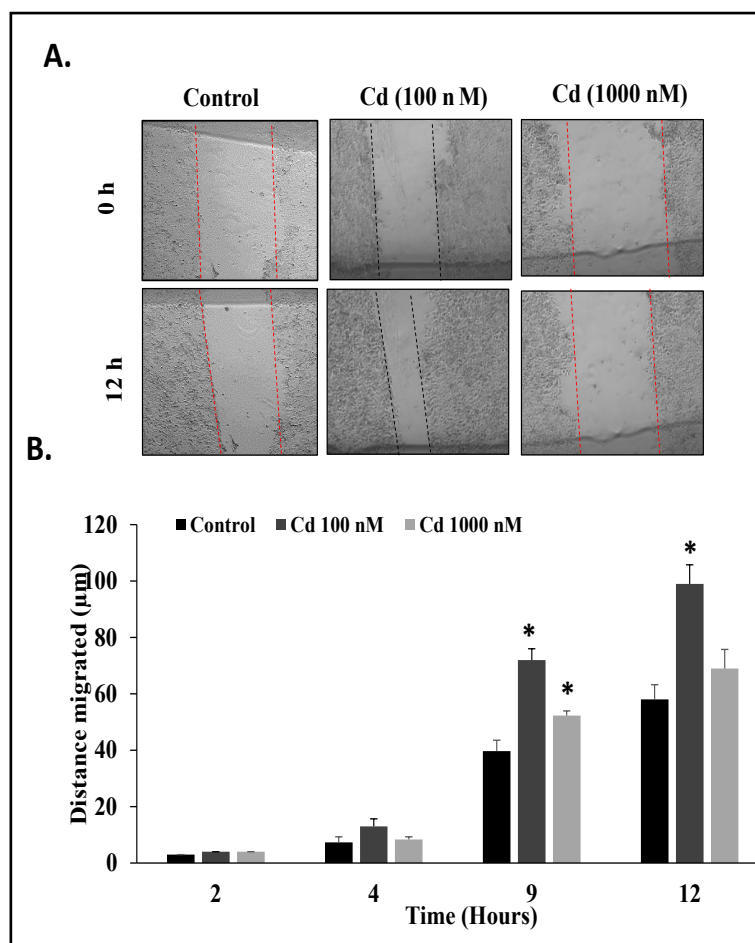 A.
Control
Cd (100 n M)
Cd (1000 nM)
0 h
12 h
B.
Distance migrated (µm)
120
100
80
60
40
20
0
Control
Cd 100 nM
Cd 1000 nM
*
*
*
2
4
9
12
Time (Hours)